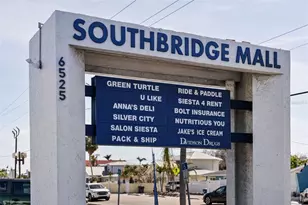 SOUTHBRIDGE MALL
6525
GREEN TURTLE
U LIKE
ANNA'S DELI
SILVER CITY
SALON SIESTA
PACK & SHIP
RIDE & PADDLE
SIESTA 4 RENT
BOLT INSURANCE
NUTRITIOUS YOU
JAKE'S ICE CREAM
DAVIDSON DRUGS